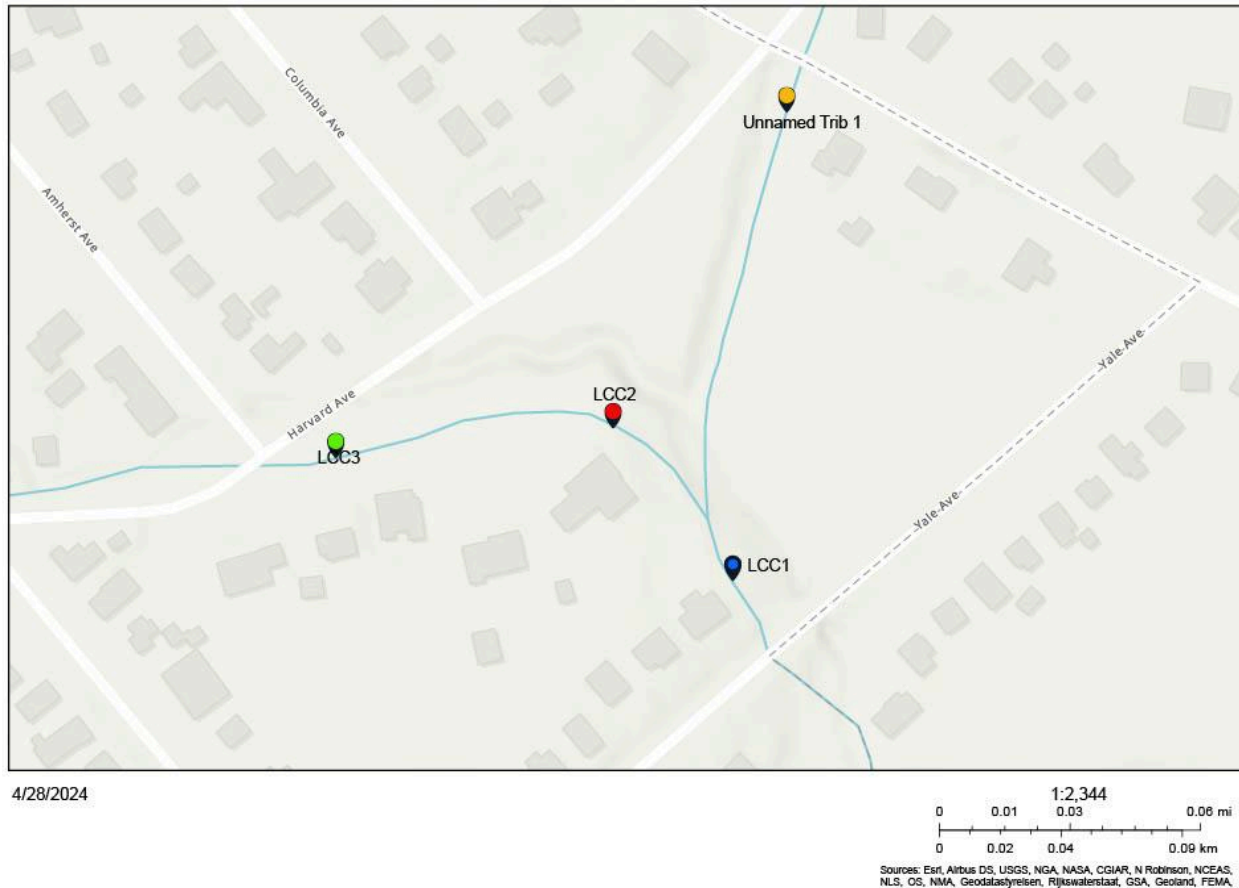 Columbia Ave
Unnamed Trib 1
Amherst Ave
Yale Ave
LCC2
Harvard Ave
LCC3
Yale Ave
LCC1
4/28/2024
1:2,344
0 0.01 0.03 0.06 mi
0 0.02 0.04 0.09 km
Sources: Esri, Airbus DS, USGS, NGA, NASA, CGIAR, N Robinson, NCEAS,
NLS, OS, NMA, Geodatastyrelsen, Rijkswaterstaat, GSA, Geoland, FEMA,